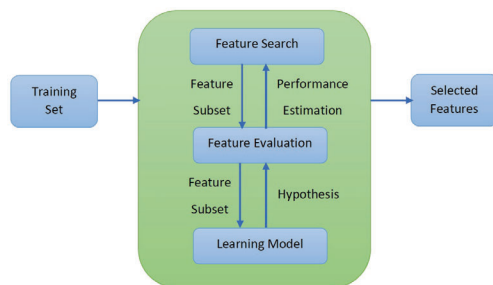 Feature Search
Training
Set
Feature
Subset
Performance
Estimation
Selected
Features
Feature Evaluation
Feature
Subset
Hypothesis
Learning Model